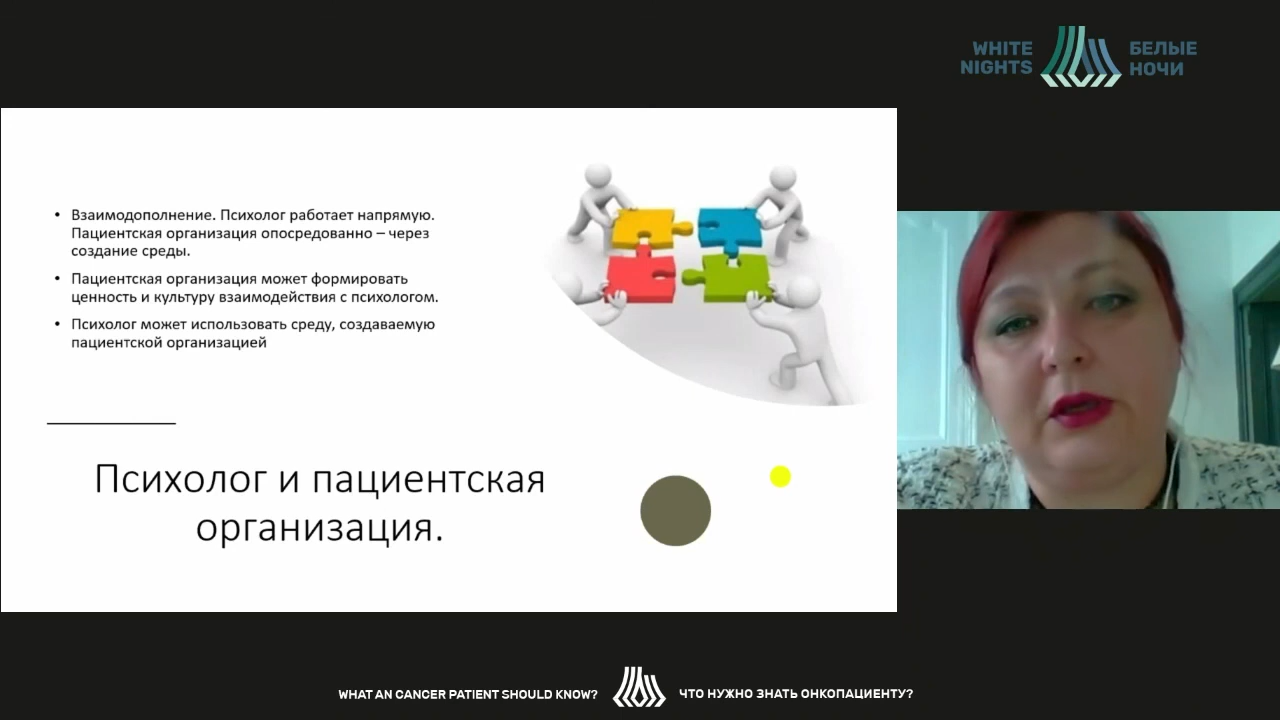 WHITE
NIGHTS
БЕЛЫЕ
НОЧИ
• Взаимодополнение. Психолог работает напрямую.
Пациентская организация опосредованно – через
создание среды.
• Пациентская организация может формировать
ценность и культуру взаимодействия с психологом.
• Психолог может использовать среду, создаваемую
пациентской организацией
Психолог и пациентская
организация.
WHAT AN CANCER PATIENT SHOULD KNOW?
ЧТО НУЖНО ЗНАТЬ ОНКОПАЦИЕНТУ?